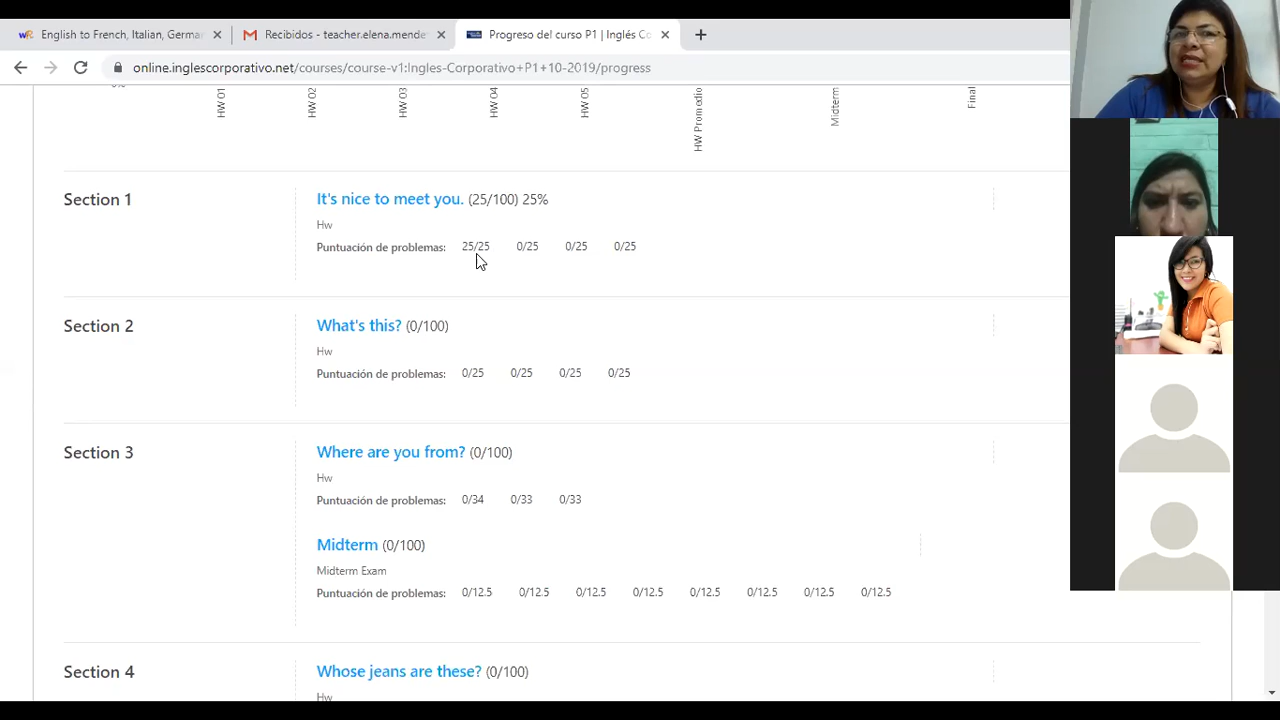 English to French, Italian, Germa
Recibidos - teacher.elena.mende
Progreso del curso P1 | Inglés Co
online.inglescorporativo.net/courses/course-v1:Ingles-Corporativo+P1+10-2019/progress
0%
HW 01
HW 02
HW 03
HW 04
HW 05
HW Promedio
Midterm
Final
Section 1
It's nice to meet you. (25/100) 25%
Hw
Puntuación de problemas: 25/25 0/25 0/25 0/25
Section 2
What's this? (0/100)
Hw
Puntuación de problemas: 0/25 0/25 0/25 0/25
Section 3
Where are you from? (0/100)
Hw
Puntuación de problemas: 0/34 0/33 0/33
Midterm (0/100)
Midterm Exam
Puntuación de problemas: 0/12.5 0/12.5 0/12.5 0/12.5 0/12.5 0/12.5 0/12.5 0/12.5
Section 4
Whose jeans are these? (0/100)
Hw